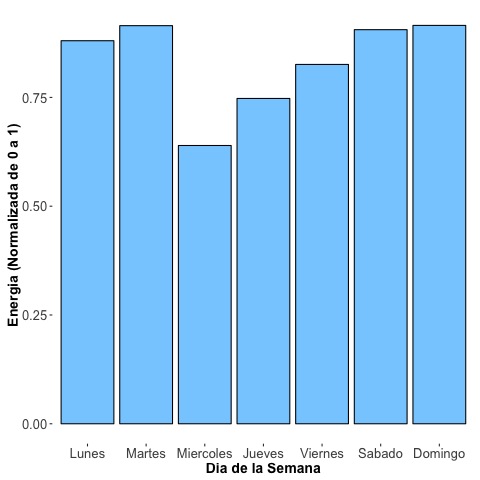 Energia (Normalizada de 0 a 1)
0.75
0.50
0.25
0.00
Lunes Martes Miercoles Jueves Viernes Sabado Domingo
Dia de la Semana